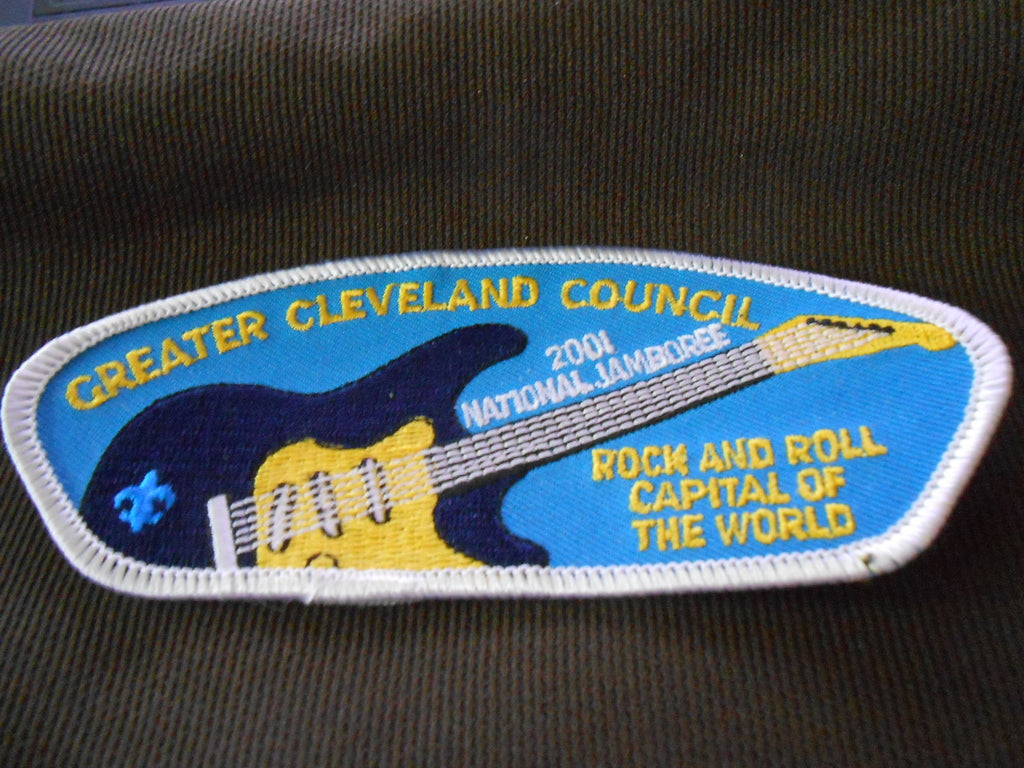 GREATER CLEVELAND COUNCIL
2001
NATIONAL JAMBOREE
ROCK AND ROLL
CAPITAL OF
THE WORLD